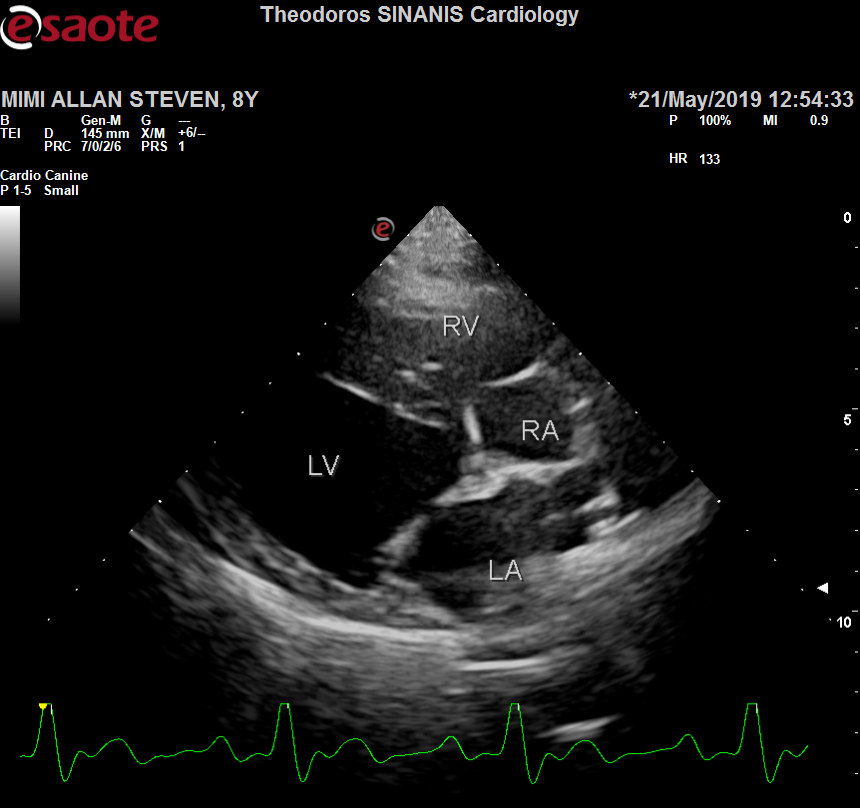 Theodoros SINANIS Cardiology
esaote
MIMI ALLAN STEVEN, 8Y *21/May/2019 12:54:33
B Gen-M G --- P 100% MI 0.9
TEI D 145 mm X/M +6/--
PRC 7/0/2/6 PRS 1
HR 133
Cardio Canine
P 1-5 Small
e
0
RV
5
RA
LV
LA
10